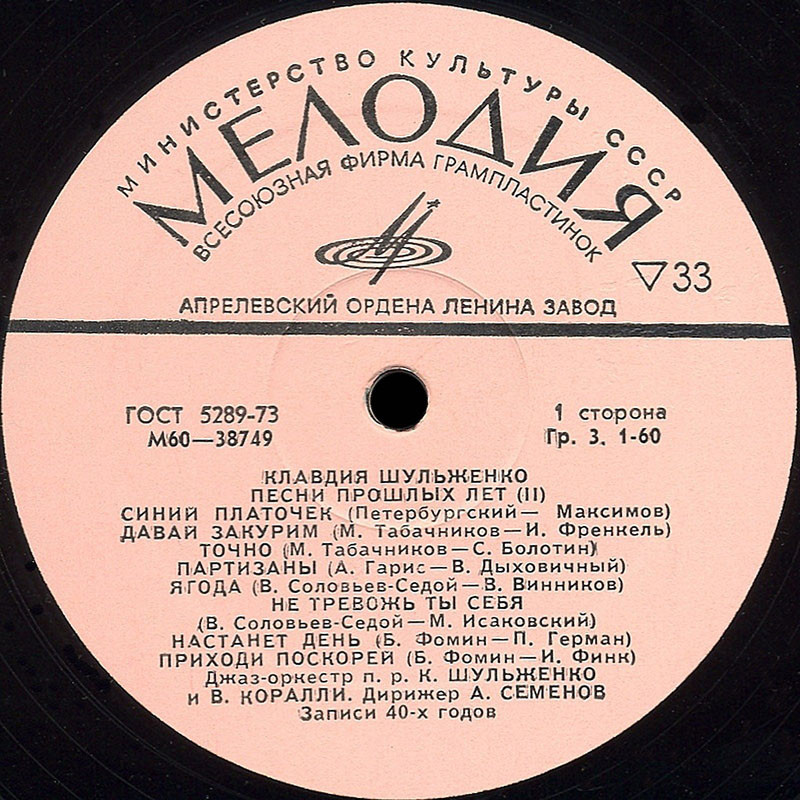 МИНИСТЕРСТВО КУЛЬТУРЫ СССР
МЕЛОДИЯ
ВСЕСОЮЗНАЯ ФИРМА ГРАМПЛАСТИНОК
▽33
АПРЕЛЕВСКИЙ ОРДЕНА ЛЕНИНА ЗАВОД
ГОСТ 5289-73
1 сторона
М60—38749
Гр. 3. 1-60
КЛАВДИЯ ШУЛЬЖЕНКО
ПЕСНИ ПРОШЛЫХ ЛЕТ (II)
СИНИЙ ПЛАТОЧЕК (Петербургский— Максимов)
ДАВАЙ ЗАКУРИМ (М. Табачников—И. Френкель)
ТОЧНО (М. Табачников—С. Болотин)
ПАРТИЗАНЫ (А. Гарис—В. Дыховичный)
ЯГОДА (В. Соловьев-Седой—В. Винников)
НЕ ТРЕВОЖЬ ТЫ СЕБЯ
(В. Соловьев-Седой—М. Исаковский)
НАСТАНЕТ ДЕНЬ (Б. Фомин—П. Герман)
ПРИХОДИ ПОСКОРЕЙ (Б. Фомин—И. Финк)
Джаз-оркестр п. р. К. ШУЛЬЖЕНКО
и В. КОРАЛЛИ. Дирижер А. СЕМЕНОВ
Записи 40-х годов